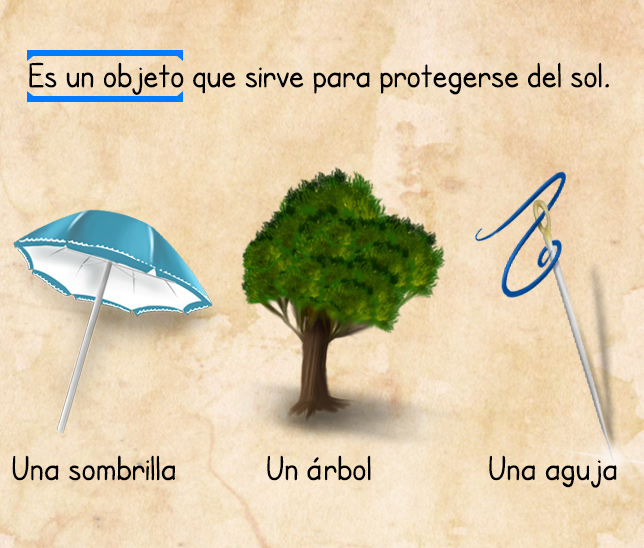 Es un objeto que sirve para protegerse del sol.
Una sombrilla
Un árbol
Una aguja